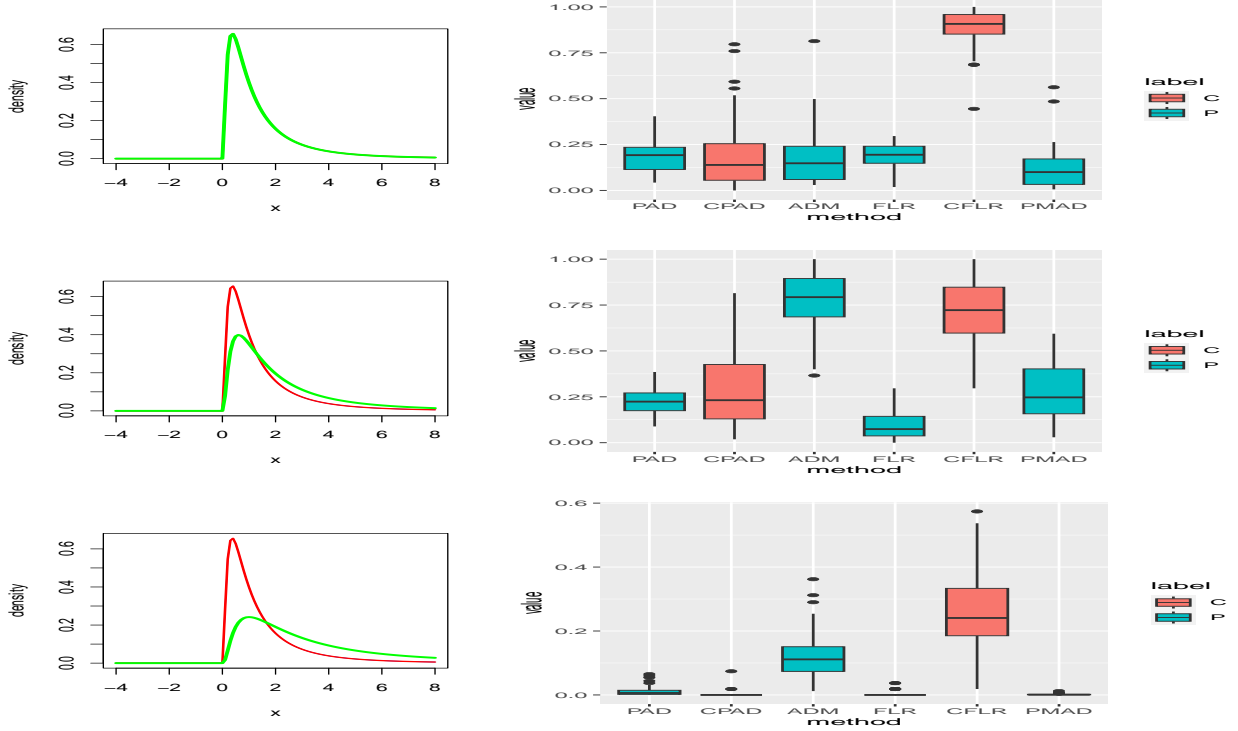 density
0.0 0.2 0.4 0.6
−4 −2 0 2 4 6 8
x
value
1.00
0.75
0.50
0.25
0.00
PAD CPAD ADM FLR CFLR PMAD
method
label
C
P
density
0.0 0.2 0.4 0.6
−4 −2 0 2 4 6 8
x
value
1.00
0.75
0.50
0.25
0.00
PAD CPAD ADM FLR CFLR PMAD
method
label
C
P
density
0.0 0.2 0.4 0.6
−4 −2 0 2 4 6 8
x
value
0.6
0.4
0.2
0.0
PAD CPAD ADM FLR CFLR PMAD
method
label
C
P